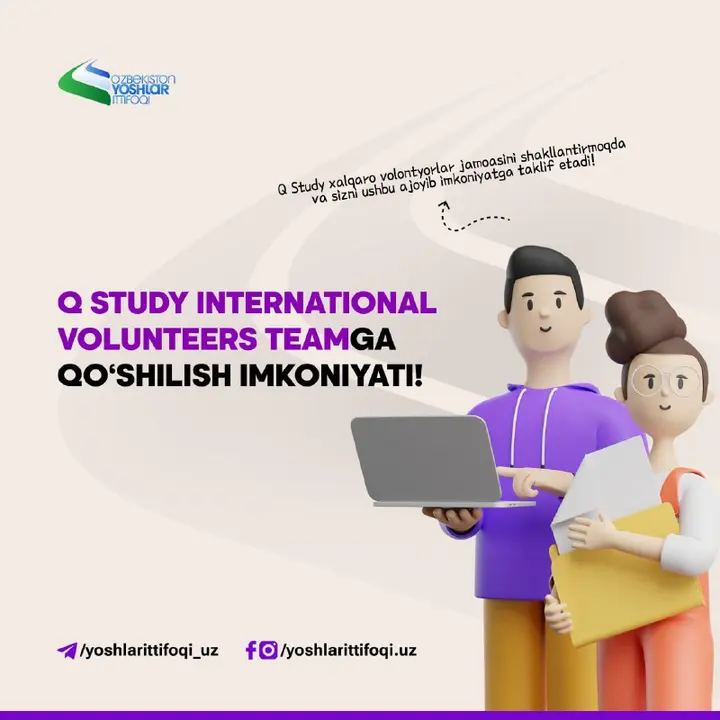 O'ZBEKISTON
YOSHLAR
ITTIFOQI
Q Study xalqaro volontyorlar jamoasini shakllantirmoqda
va sizni ushbu ajoyib imkoniyatga taklif etadi!
Q STUDY INTERNATIONAL
VOLUNTEERS TEAMGA
QO‘SHILISH IMKONIYATI!
/yoshlarittifoqi_uz
/yoshlarittifoqi.uz